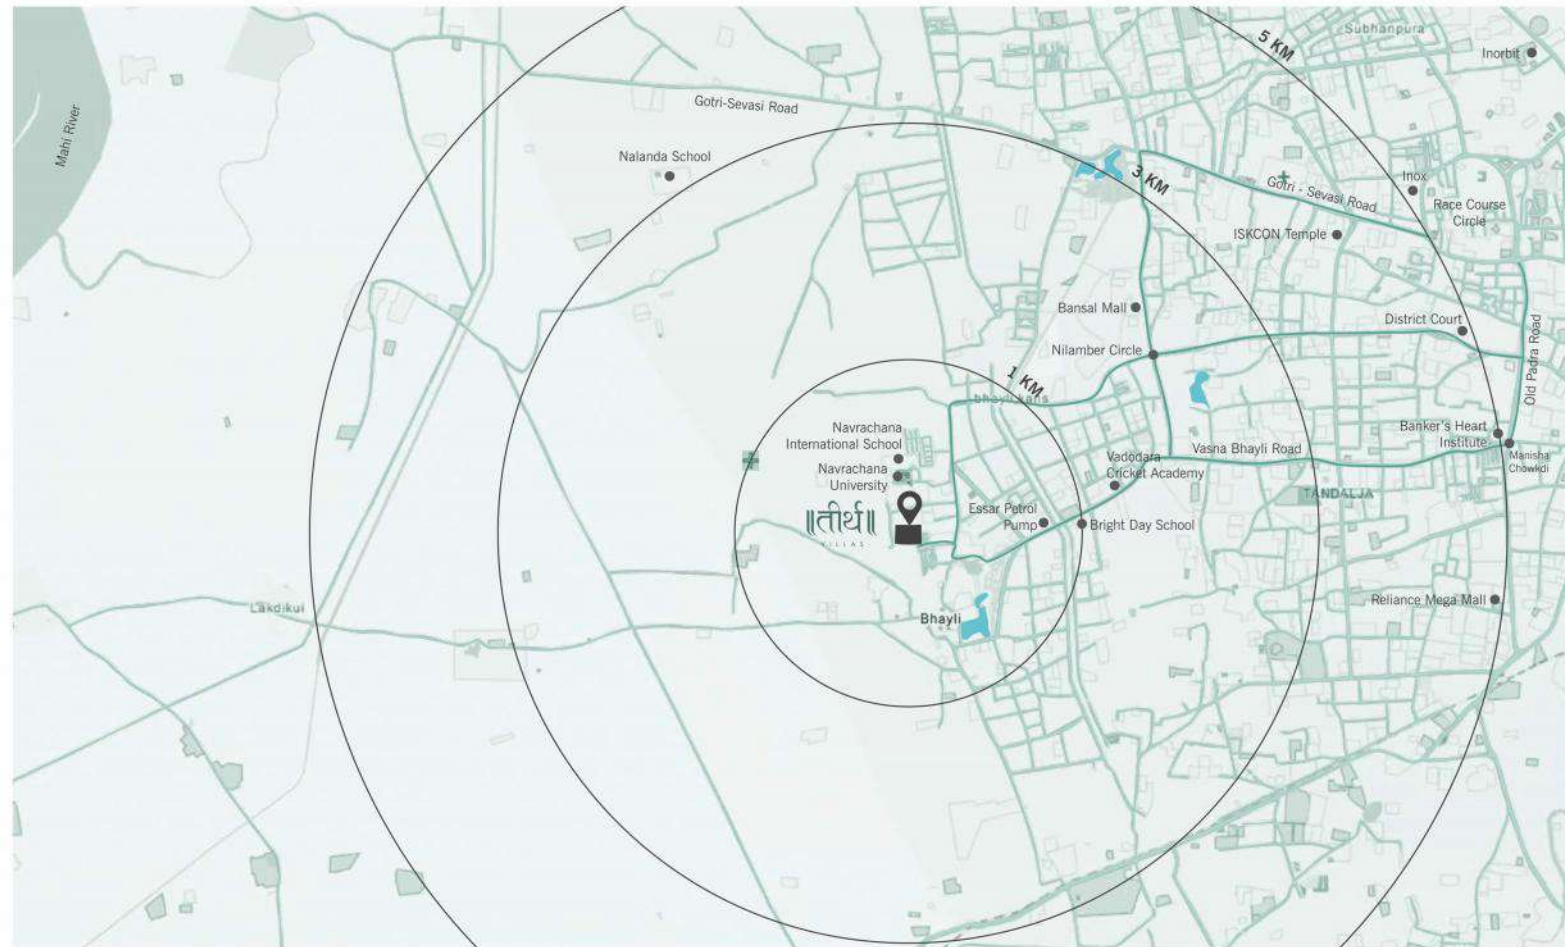 5 KM
Subhanpura
Inorbit
Mahi River
Gotri-Sevasi Road
Nalanda School
3 KM
Gotri - Sevasi Road
Inox
Race Course
Circle
ISKCON Temple
Bansal Mall
District Court
Nilamber Circle
Old Padra Road
1 KM
Navrachana
International School
Navrachana
University
Vasna Bhayli Road
Banker's Heart
Institute
Manisha
Chowkdi
Vadodara
Cricket Academy
TANDALJA
॥तीर्थ॥
VILLAS
Essar Petrol
Pump
Bright Day School
Reliance Mega Mall
Lakdikui
Bhayli